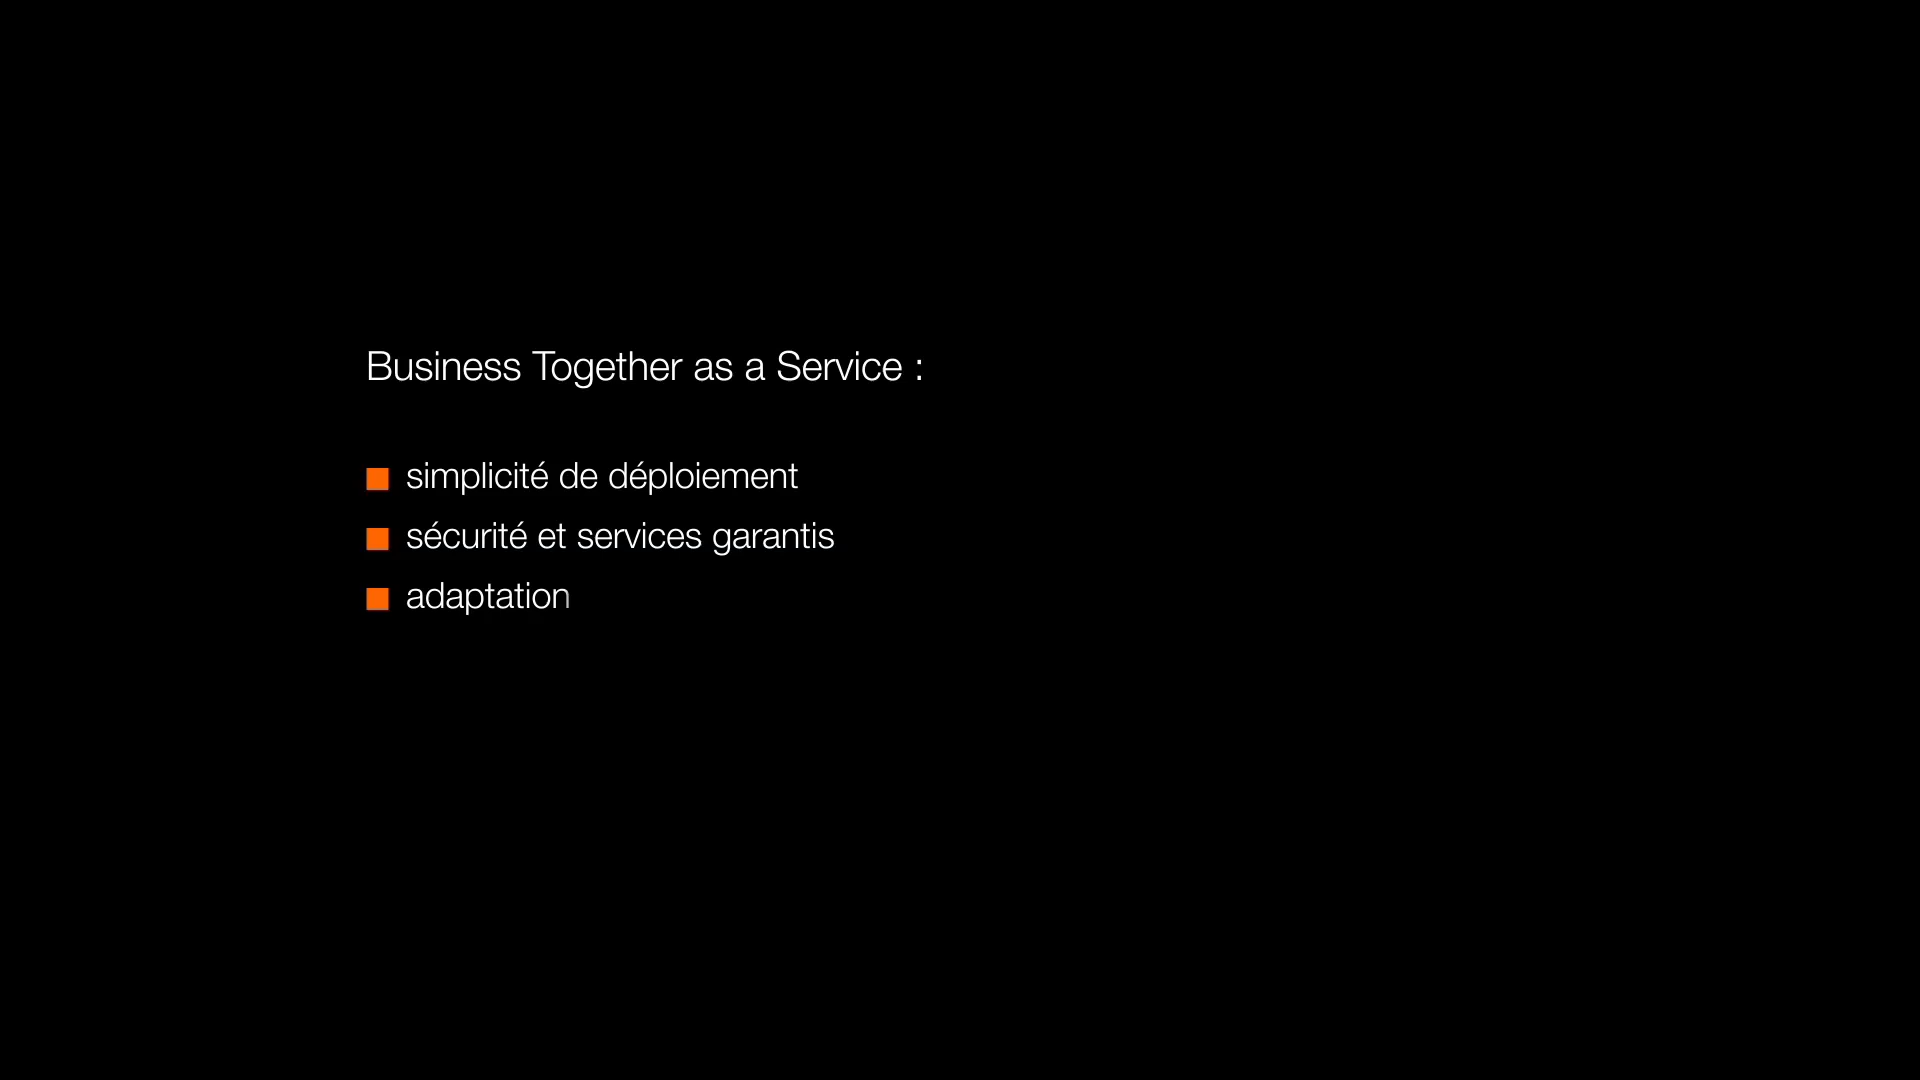 Business Together as a Service :
simplicité de déploiement
sécurité et services garantis
adaptation